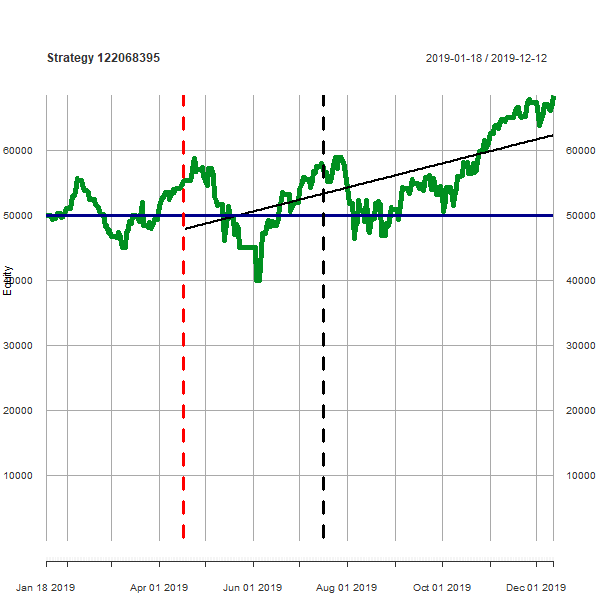 Strategy 122068395
2019-01-18 / 2019-12-12
60000
60000
50000
50000
Equity
40000
40000
30000
30000
20000
20000
10000
10000
Jan 18 2019
Apr 01 2019
Jun 01 2019
Aug 01 2019
Oct 01 2019
Dec 01 2019